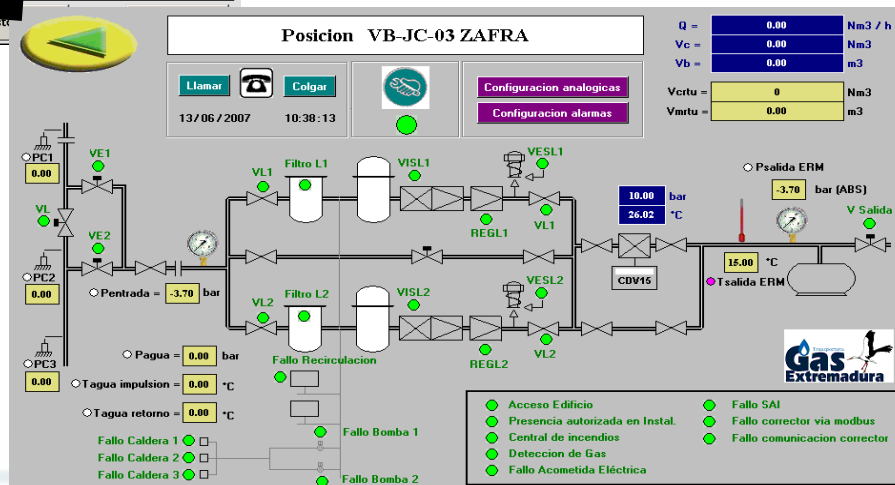 Posicion VB-JC-03 ZAFRA
Q = 0.00 Nm3 / h
Vc = 0.00 Nm3
Vb = 0.00 m3
Vcrtu = 0 Nm3
Vmrtu = 0.00 m3
Llamar Colgar
13/06/2007 10:38:13
Configuracion analogicas
Configuracion alarmas
PC1
0.00
VE1
VL
VE2
PC2
0.00
PC3
0.00
Pentrada = -3.70 bar
VL1
Filtro L1
VISL1
REGL1
VESL1
VL1
VL2
Filtro L2
VISL2
REGL2
VESL2
VL2
10.00 bar
26.02 °C
CDV15
Psalida ERM
-3.70 bar (ABS)
V Salida
15.00 °C
Tsalida ERM
Pagua = 0.00 bar
Tagua impulsion = 0.00 °C
Tagua retorno = 0.00 °C
Fallo Recirculacion
Fallo Caldera 1
Fallo Caldera 2
Fallo Caldera 3
Fallo Bomba 1
Fallo Bomba 2
Transportista
Gas
Extremadura
Acceso Edificio
Presencia autorizada en Instal.
Central de incendios
Deteccion de Gas
Fallo Acometida Eléctrica
Fallo SAI
Fallo corrector via modbus
Fallo comunicacion corrector